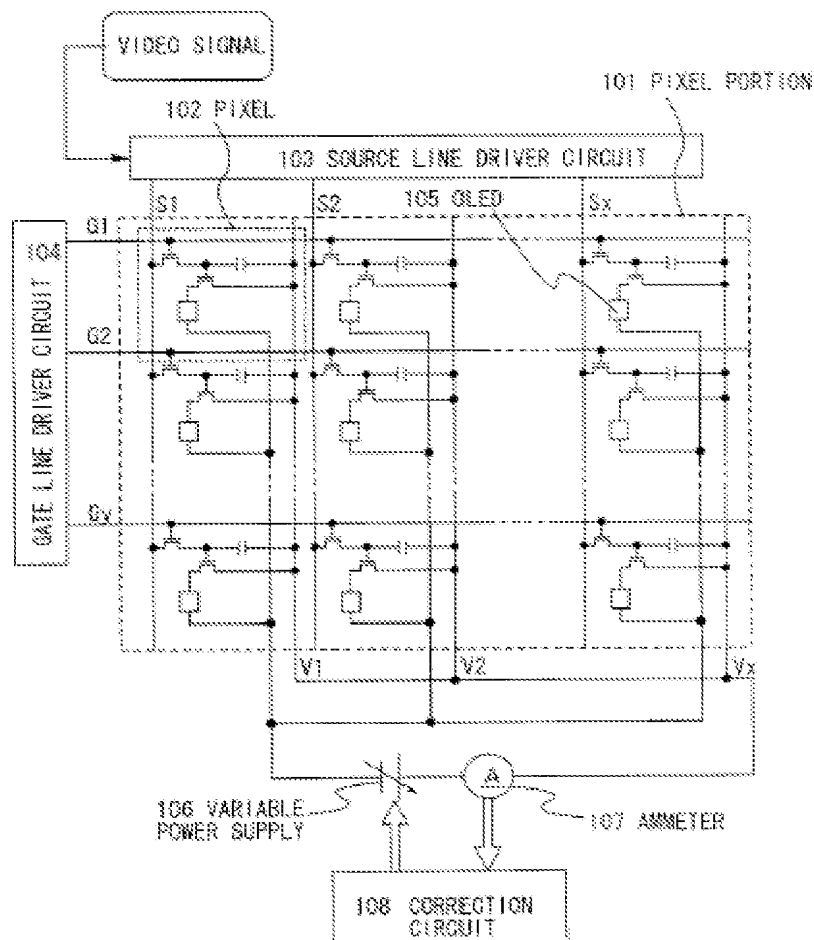 VIDEO SIGNAL
101 PIXEL PORTION
102 PIXEL
103 SOURCE LINE DRIVER CIRCUIT
S1
S2
105 OLED
Sx
G1
104
GATE LINE DRIVER CIRCUIT
G2
Gy
V1
V2
Vx
A
106 VARIABLE
POWER SUPPLY
107 AMMETER
108 CORRECTION
CIRCUIT